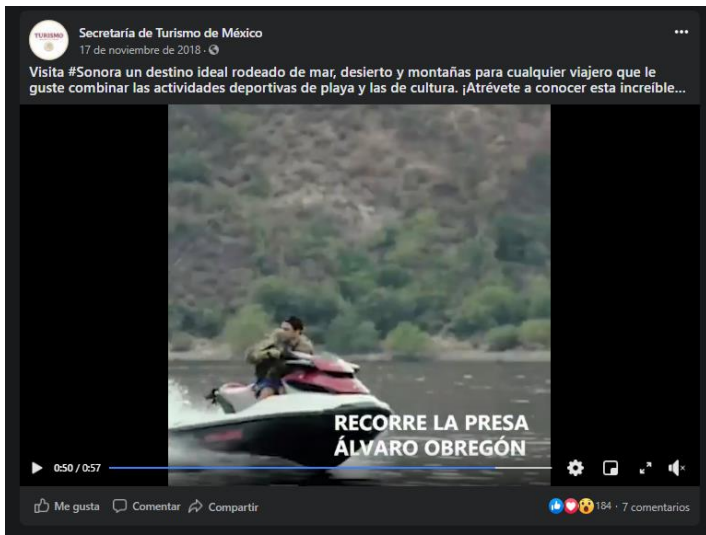 TURISMO
Secretaría de Turismo de México
17 de noviembre de 2018 ·
Visita #Sonora un destino ideal rodeado de mar, desierto y montañas para cualquier viajero que le
guste combinar las actividades deportivas de playa y las de cultura. ¡Atrévete a conocer esta increíble...
RECORRE LA PRESA
ÁLVARO OBREGÓN
0:50 / 0:57
Me gusta Comentar Compartir 184 · 7 comentarios